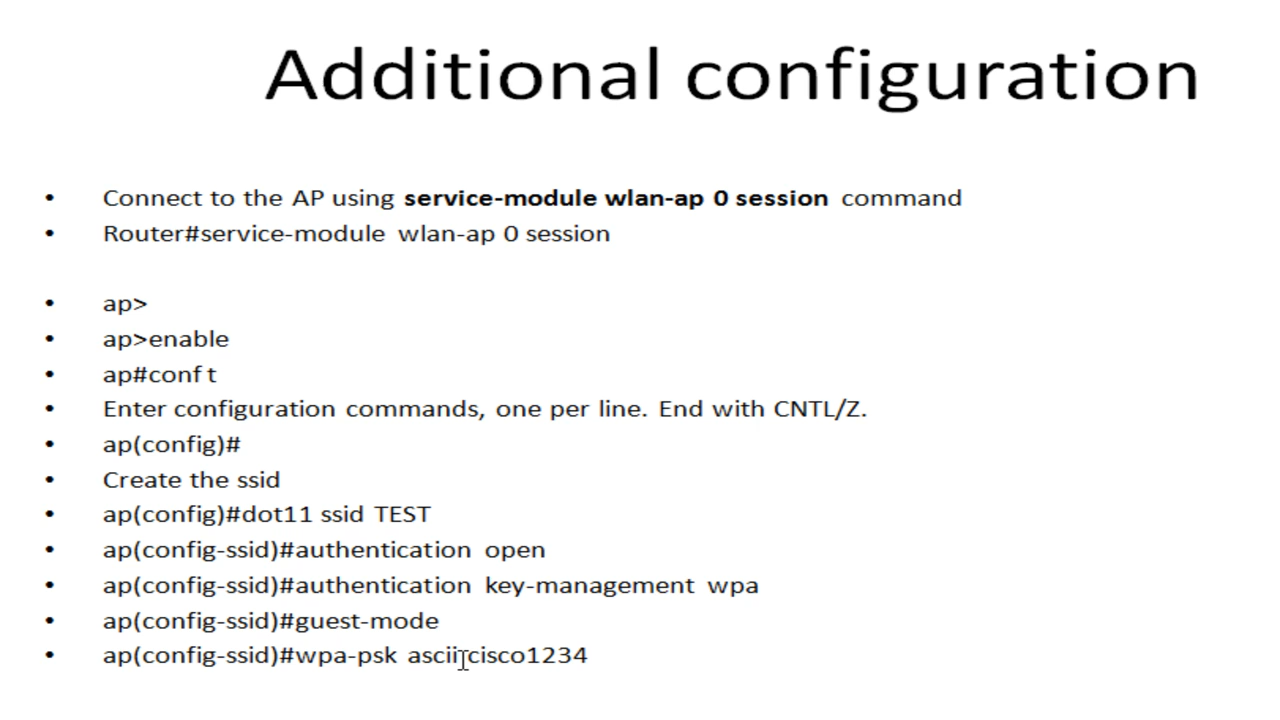 Additional configuration
• Connect to the AP using service-module wlan-ap 0 session command
• Router#service-module wlan-ap 0 session
• ap>
• ap>enable
• ap#conf t
• Enter configuration commands, one per line. End with CNTL/Z.
• ap(config)#
• Create the ssid
• ap(config)#dot11 ssid TEST
• ap(config-ssid)#authentication open
• ap(config-ssid)#authentication key-management wpa
• ap(config-ssid)#guest-mode
• ap(config-ssid)#wpa-psk ascii cisco1234